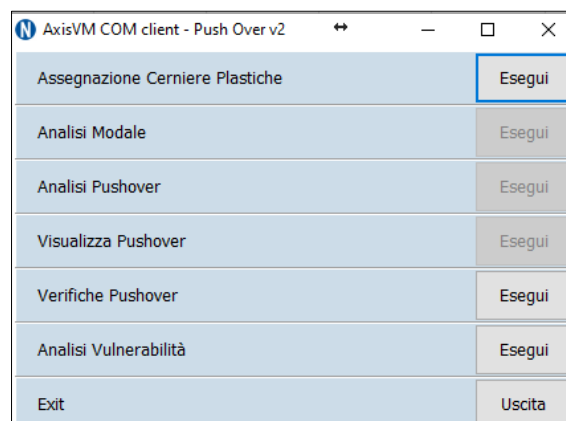 N AxisVM COM client - Push Over v2
Assegnazione Cerniere Plastiche Esegui
Analisi Modale Esegui
Analisi Pushover Esegui
Visualizza Pushover Esegui
Verifiche Pushover Esegui
Analisi Vulnerabilità Esegui
Exit Uscita